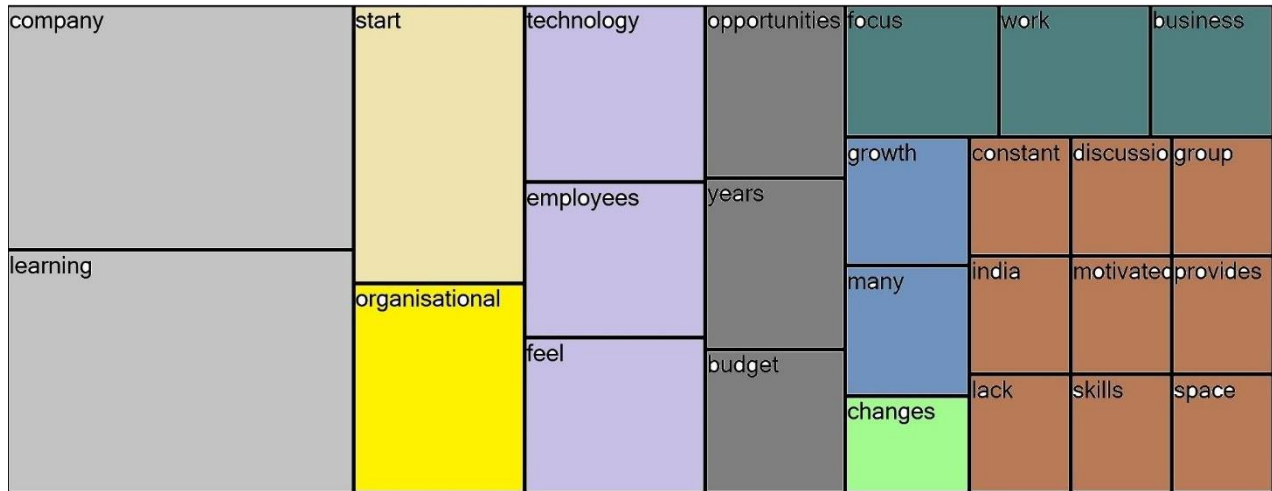 company
learning
start
organisational
technology
employees
feel
opportunities
years
budget
focus
work
business
growth
many
changes
constant
discussio
group
india
motivated
provides
lack
skills
space